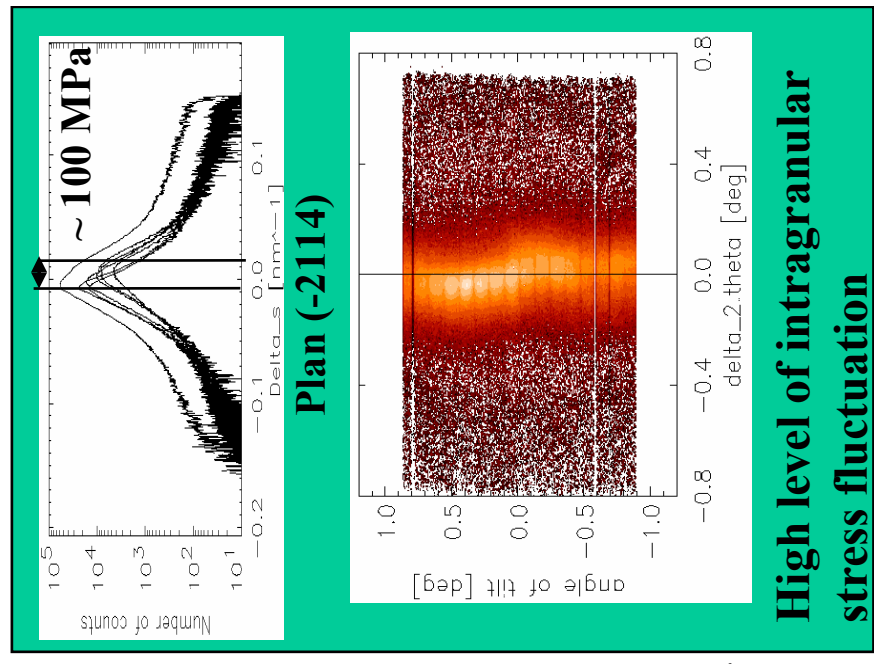 ~ 100 MPa
10^5
10^4
10^3
10^2
10^1
Number of counts
-0.2 -0.1 0.0 0.1
Delta_s [nm^-1]
Plan (-2114)
1.0
0.5
0.0
-0.5
-1.0
angle of tilt [deg]
-0.8 -0.4 0.0 0.4 0.8
delta_2.theta [deg]
High level of intragranular
stress fluctuation